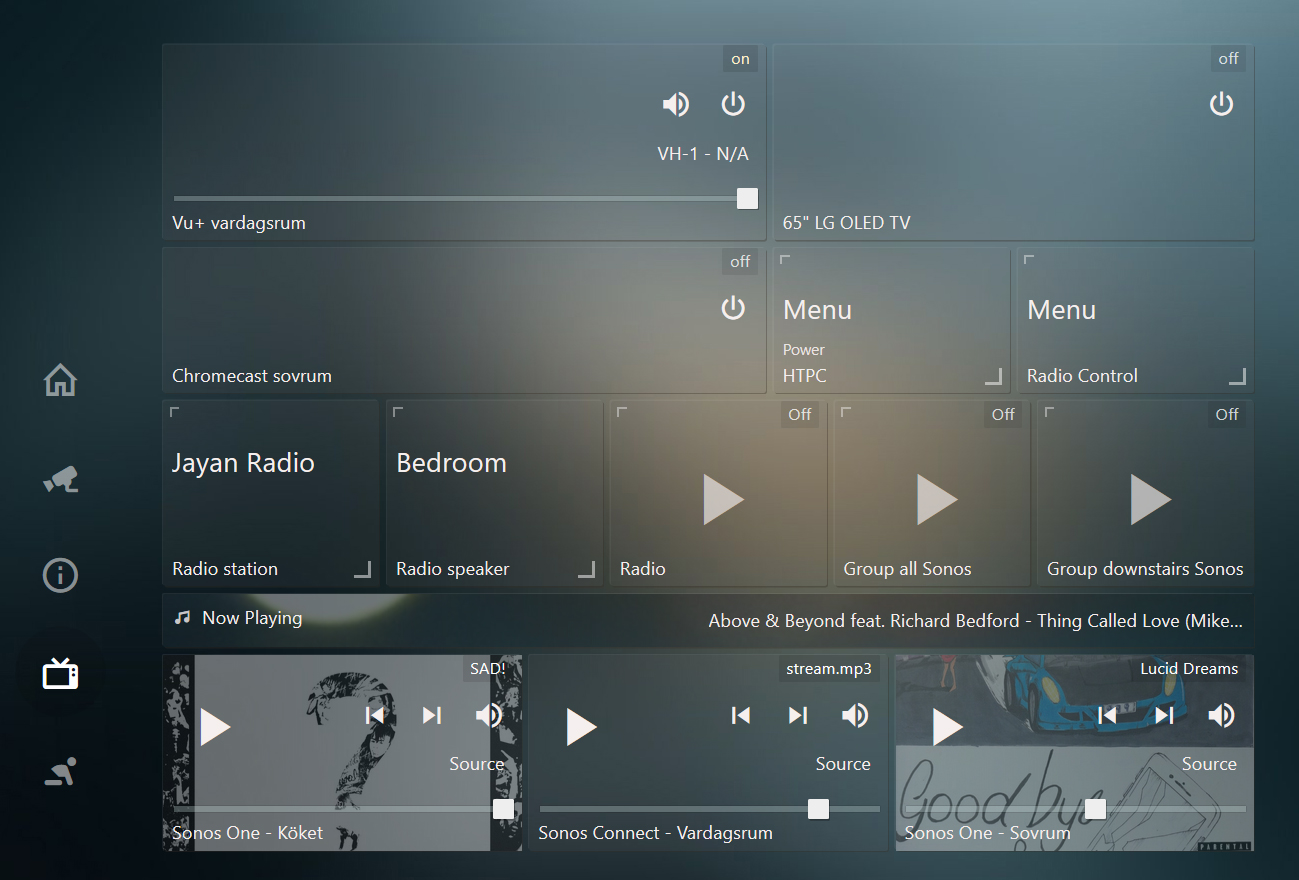 on
VH-1 - N/A
Vu+ vardagsrum
off
65" LG OLED TV
off
Chromecast sovrum
Menu
Power
HTPC
Menu
Radio Control
Jayan Radio
Radio station
Bedroom
Radio speaker
Off
Radio
Off
Group all Sonos
Off
Group downstairs Sonos
Now Playing
Above & Beyond feat. Richard Bedford - Thing Called Love (Mike...
SAD!
Source
Sonos One - Köket
stream.mp3
Source
Sonos Connect - Vardagsrum
Lucid Dreams
Source
Good bye
Sonos One - Sovrum
PARENTAL